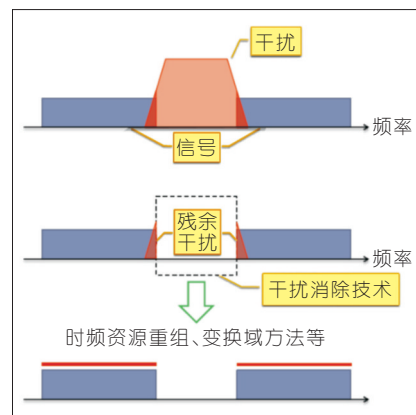 干扰
频率
信号
残余
干扰
频率
干扰消除技术
时频资源重组、变换域方法等